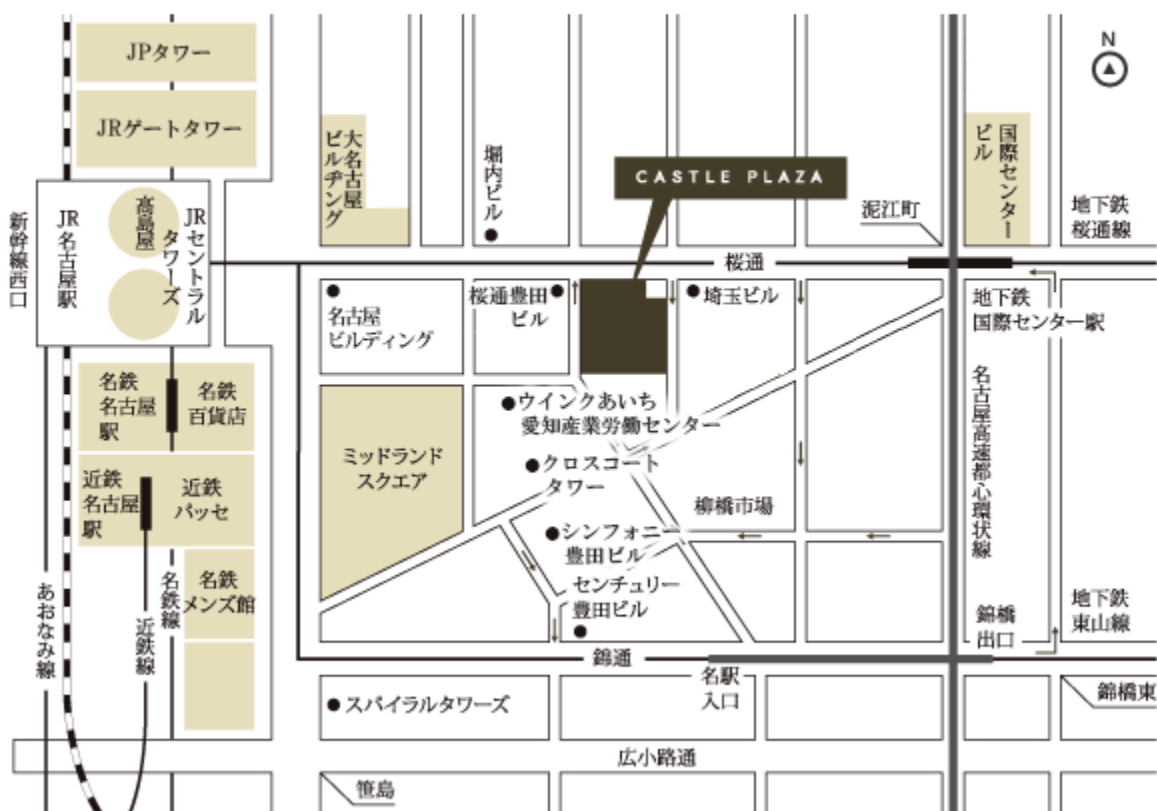 N
JPタワー
JRゲートタワー
大名古屋
ビルヂング
堀内ビル
CASTLE PLAZA
泥江町
国際センター
ビル
地下鉄
桜通線
新幹線西口
JR名古屋駅
高島屋
JRセントラル
タワーズ
桜通
名古屋
ビルディング
桜通豊田
ビル
埼玉ビル
地下鉄
国際センター駅
名鉄
名古屋
駅
名鉄
百貨店
ウインクあいち
愛知産業労働センター
ミッドランド
スクエア
クロスコート
タワー
名古屋高速都心環状線
近鉄
名古屋
駅
近鉄
パッセ
柳橋市場
シンフォニー
豊田ビル
センチュリー
豊田ビル
あおなみ線
近鉄線
名鉄線
名鉄
メンズ館
錦橋
出口
地下鉄
東山線
錦通
名駅
入口
スパイラルタワーズ
錦橋東
広小路通
笹島